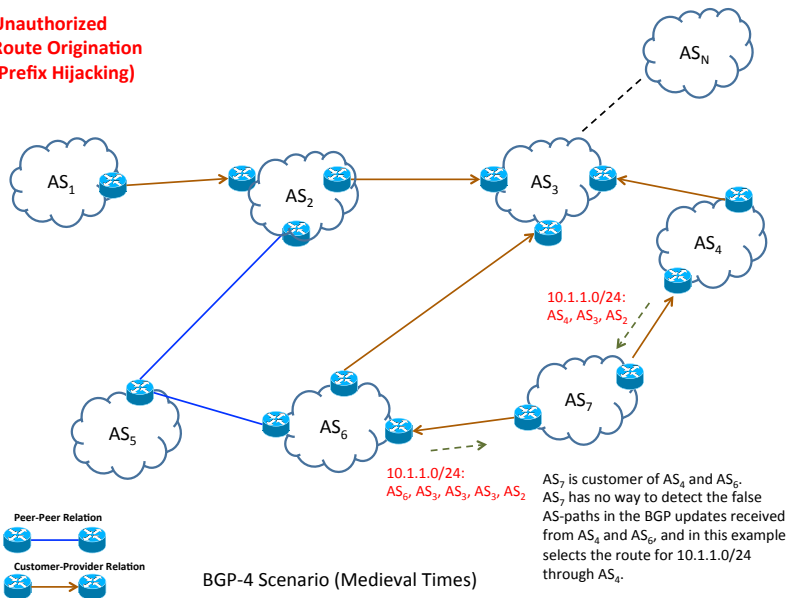 Unauthorized
Route Origination
(Prefix Hijacking)
ASN
AS1
AS2
AS3
AS4
10.1.1.0/24:
AS4, AS3, AS2
AS5
AS6
AS7
10.1.1.0/24:
AS6, AS3, AS3, AS3, AS2
AS7 is customer of AS4 and AS6.
AS7 has no way to detect the false
AS-paths in the BGP updates received
from AS4 and AS6, and in this example
selects the route for 10.1.1.0/24
through AS4.
Peer-Peer Relation
Customer-Provider Relation
BGP-4 Scenario (Medieval Times)